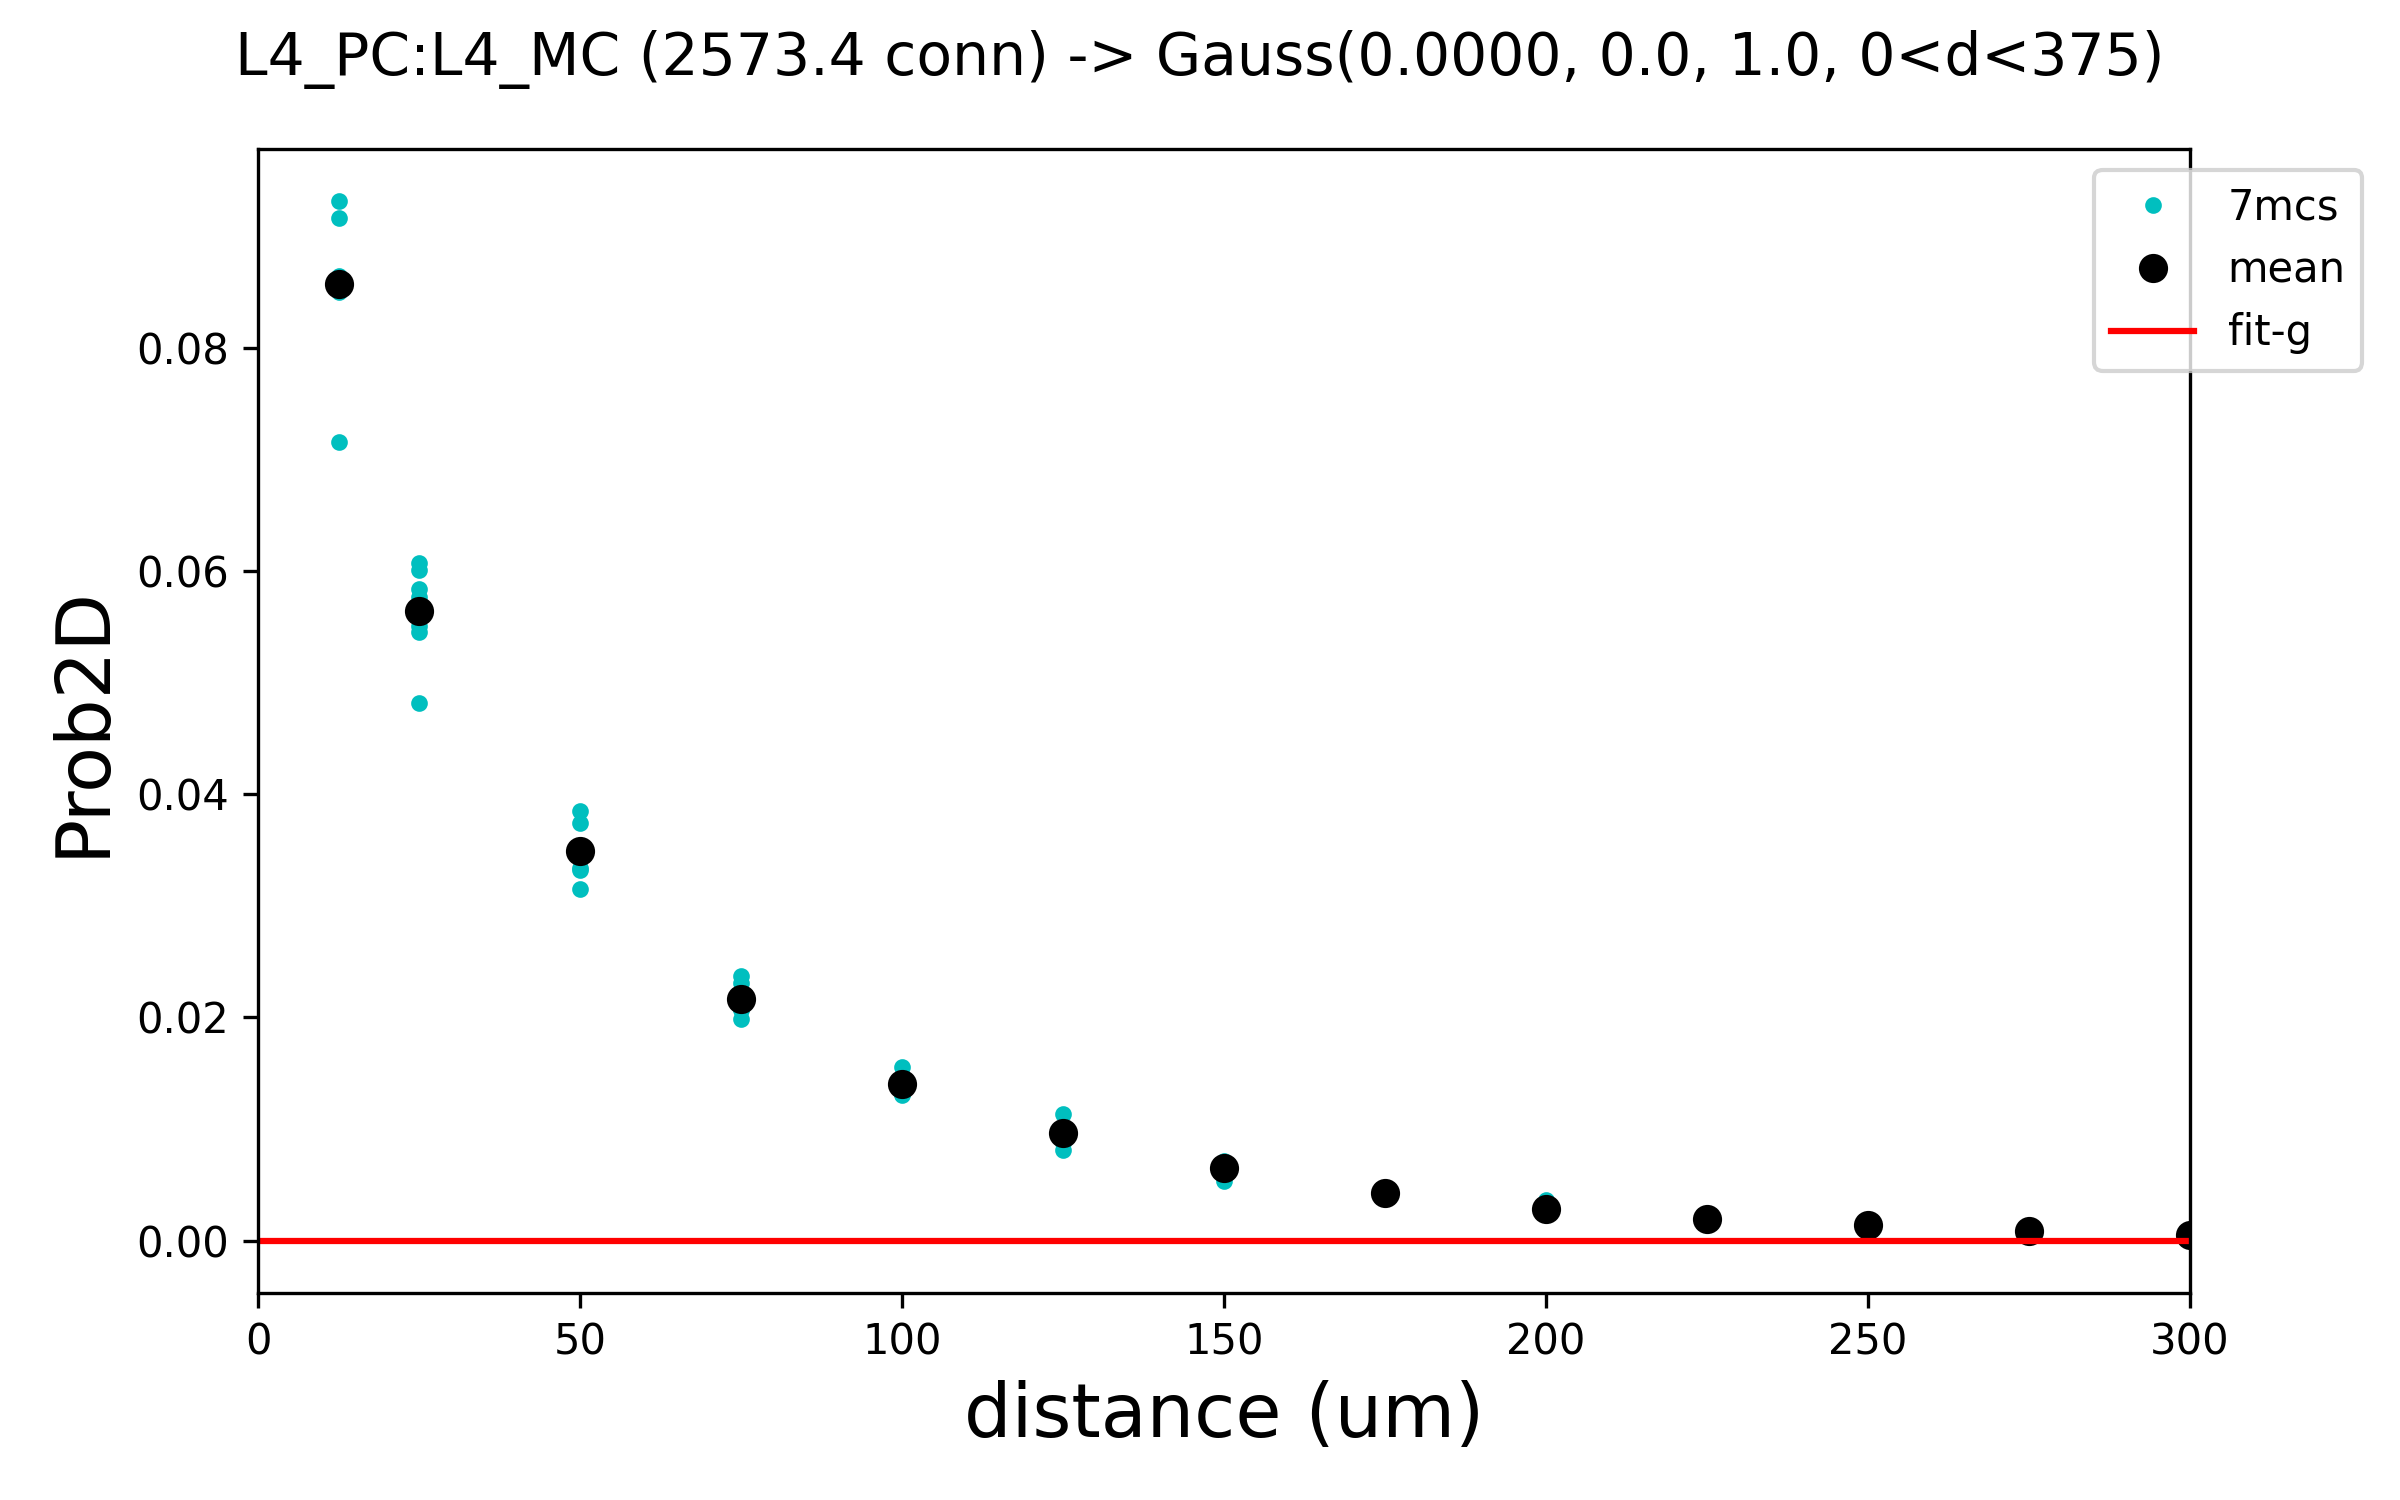 L4_PC:L4_MC (2573.4 conn) -> Gauss(0.0000, 0.0, 1.0, 0<d<375)
7mcs
mean
fit-g
Prob2D
0.08
0.06
0.04
0.02
0.00
0
50
100
150
200
250
300
distance (um)